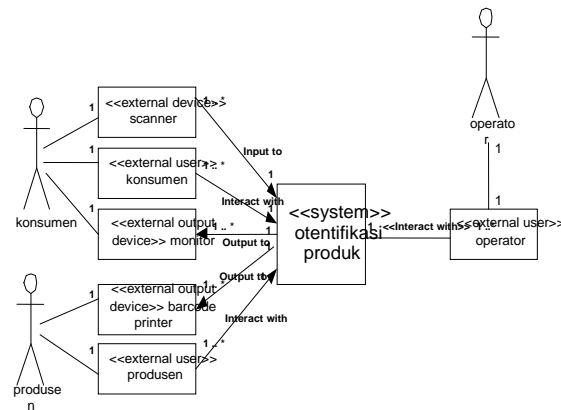 <<external device>>
scanner
1
1
1 .. *
Input to
1
<<external user>>
konsumen
1
1 .. *
Interact with
1
konsumen
<<external output
device>> monitor
1
1 .. *
Output to
1
<<system>>
otentifikasi
produk
1
<<Interact with>>
1 .. *
<<external user>>
operator
1
1
operato
r
<<external output
device>> barcode
printer
1
Output to
<<external user>>
produsen
1
1 .. *
Interact with
produse
n